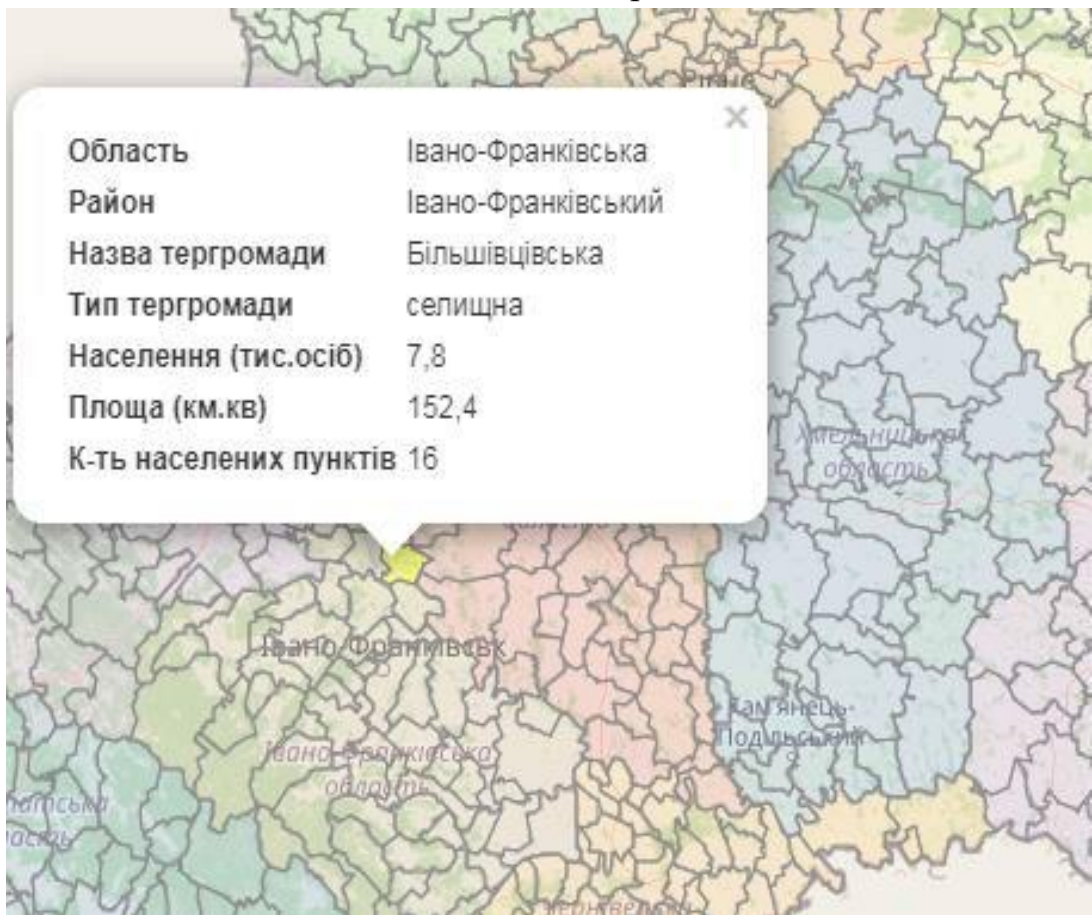 Рівне
×
Область Івано-Франківська
Район Івано-Франківський
Назва тергромади Більшівцівська
Тип тергромади селищна
Населення (тис.осіб) 7,8
Площа (км.кв) 152,4
К-ть населених пунктів 16
Хмельницька
область
Івано-Франківськ
Кам'янець-
Подільський
Івано-Франківська
область